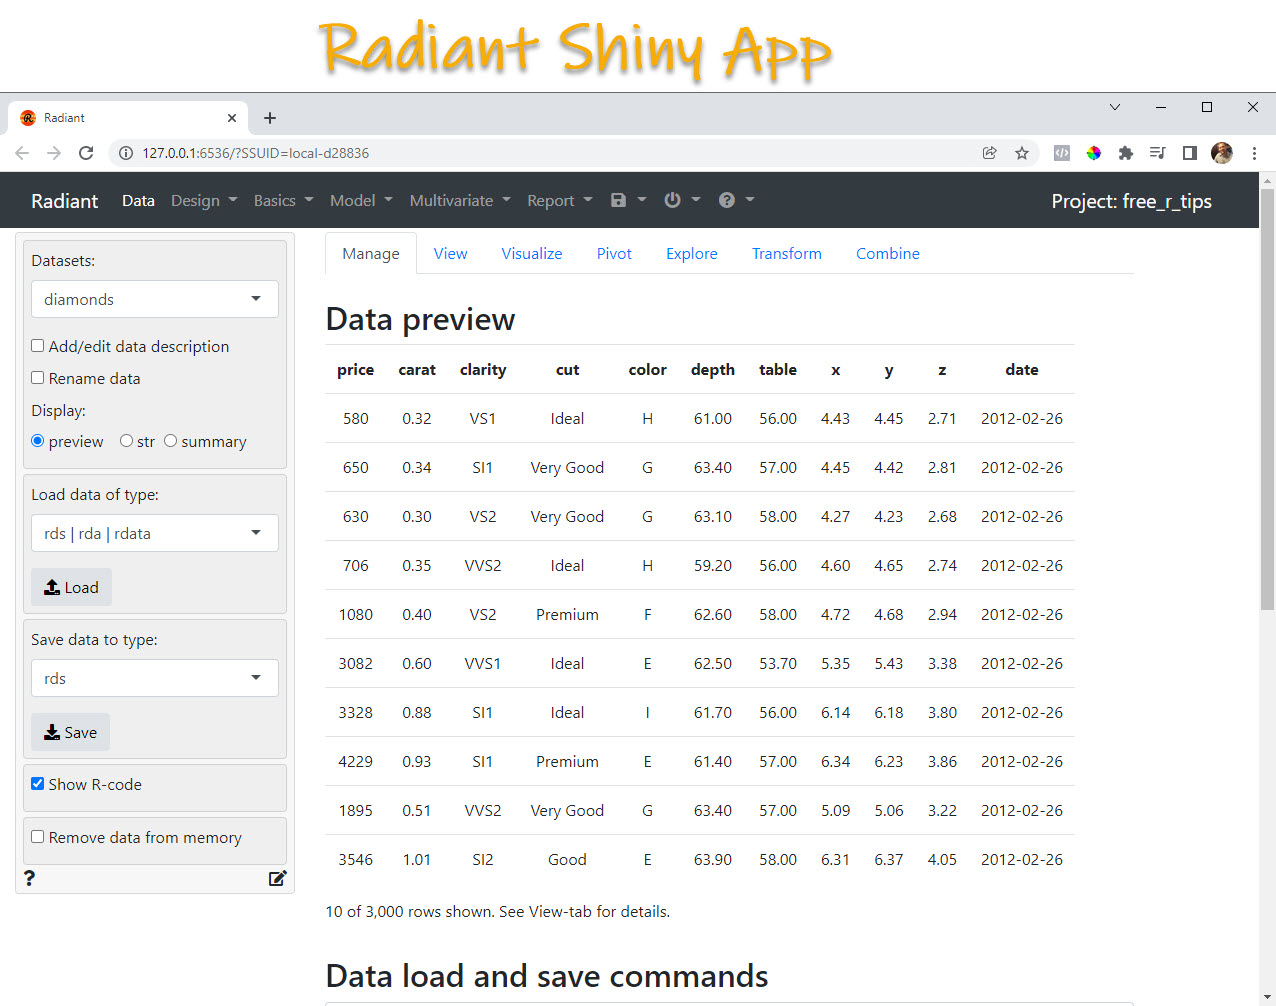 Radiant Shiny App
Radiant
127.0.0.1:6536/?SSUID=local-d28836
Radiant Data Design Basics Model Multivariate Report Project: free_r_tips
Datasets:
diamonds
Add/edit data description
Rename data
Display:
preview str summary
Load data of type:
rds | rda | rdata
Load
Save data to type:
rds
Save
Show R-code
Remove data from memory
?
Manage View Visualize Pivot Explore Transform Combine
Data preview
price carat clarity cut color depth table x y z date
580 0.32 VS1 Ideal H 61.00 56.00 4.43 4.45 2.71 2012-02-26
650 0.34 SI1 Very Good G 63.40 57.00 4.45 4.42 2.81 2012-02-26
630 0.30 VS2 Very Good G 63.10 58.00 4.27 4.23 2.68 2012-02-26
706 0.35 VVS2 Ideal H 59.20 56.00 4.60 4.65 2.74 2012-02-26
1080 0.40 VS2 Premium F 62.60 58.00 4.72 4.68 2.94 2012-02-26
3082 0.60 VVS1 Ideal E 62.50 53.70 5.35 5.43 3.38 2012-02-26
3328 0.88 SI1 Ideal I 61.70 56.00 6.14 6.18 3.80 2012-02-26
4229 0.93 SI1 Premium E 61.40 57.00 6.34 6.23 3.86 2012-02-26
1895 0.51 VVS2 Very Good G 63.40 57.00 5.09 5.06 3.22 2012-02-26
3546 1.01 SI2 Good E 63.90 58.00 6.31 6.37 4.05 2012-02-26
10 of 3,000 rows shown. See View-tab for details.
Data load and save commands